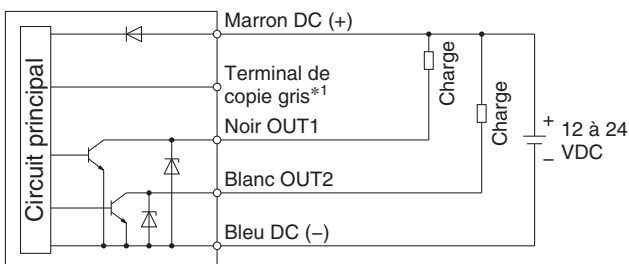 Marron DC (+)
Circuit principal
Terminal de
copie gris*1
Noir OUT1
Blanc OUT2
Bleu DC (−)
Charge
Charge
+
12 à 24
VDC
−